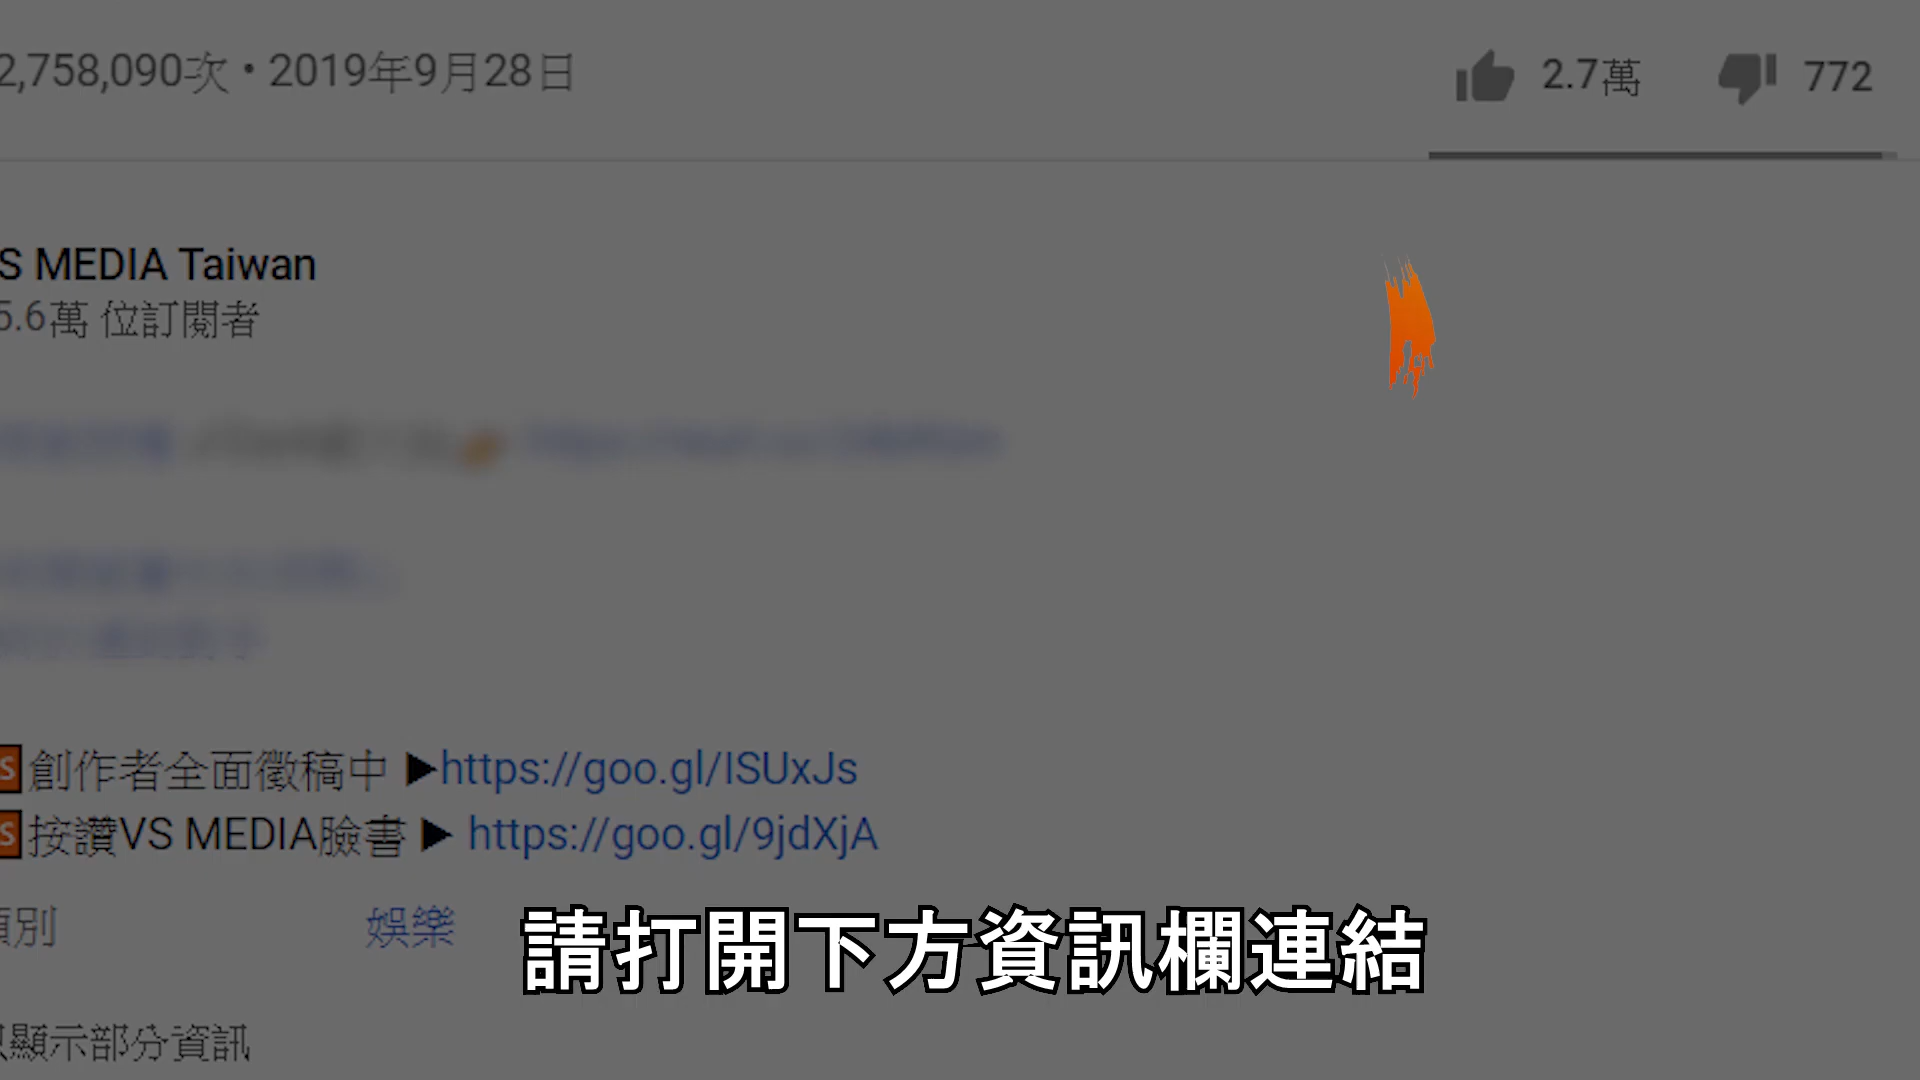 2,758,090次 • 2019年9月28日
2.7萬
772
S MEDIA Taiwan
5.6萬 位訂閱者
S 創作者全面徵稿中 ▶https://goo.gl/ISUxJs
S 按讚VS MEDIA臉書 ▶ https://goo.gl/9jdXjA
類別 娛樂
請打開下方資訊欄連結
只顯示部分資訊